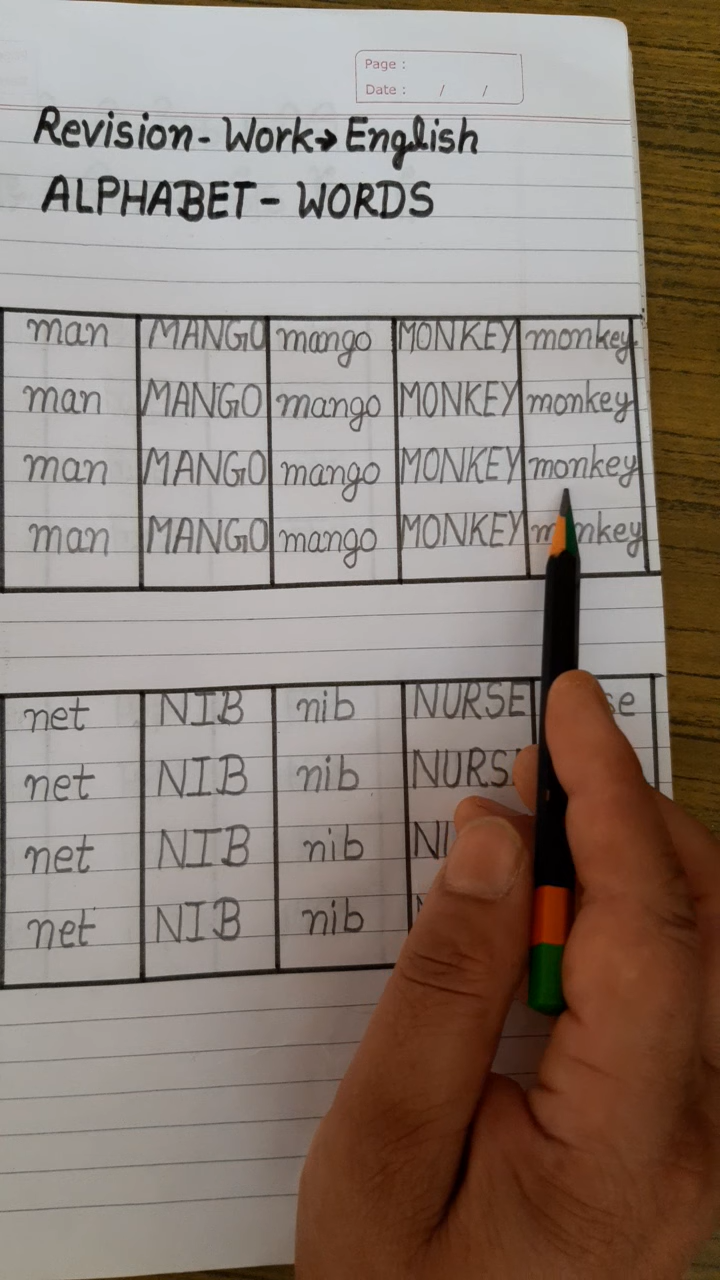 Page :
Date : / /
Revision - Work → English
ALPHABET - WORDS
man MANGO mango MONKEY monkey
man MANGO mango MONKEY monkey
man MANGO mango MONKEY monkey
man MANGO mango MONKEY monkey
net NIB nib NURSE
net NIB nib
net NIB nib
net NIB nib